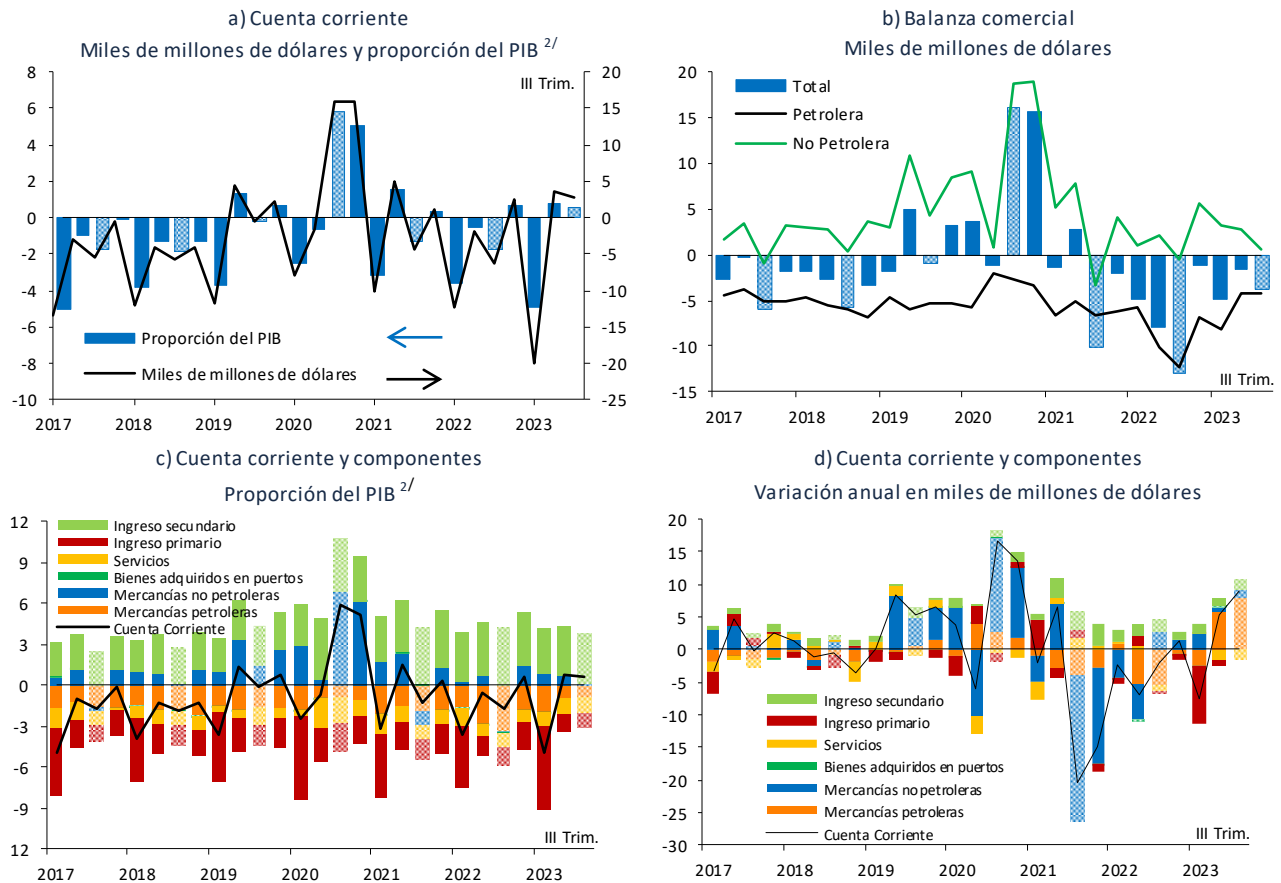 a) Cuenta corriente
Miles de millones de dólares y proporción del PIB 2/
8
6
4
2
0
-2
-4
-6
-8
-10
20
15
10
5
0
-5
-10
-15
-20
-25
III Trim.
Proporción del PIB
Miles de millones de dólares
2017 2018 2019 2020 2021 2022 2023
b) Balanza comercial
Miles de millones de dólares
20
15
10
5
0
-5
-10
-15
Total
Petrolera
No Petrolera
III Trim.
2017 2018 2019 2020 2021 2022 2023
c) Cuenta corriente y componentes
Proporción del PIB 2/
12
9
6
3
0
-3
-6
-9
12
Ingreso secundario
Ingreso primario
Servicios
Bienes adquiridos en puertos
Mercancías no petroleras
Mercancías petroleras
Cuenta Corriente
III Trim.
2017 2018 2019 2020 2021 2022 2023
d) Cuenta corriente y componentes
Variación anual en miles de millones de dólares
20
15
10
5
0
-5
-10
-15
-20
-25
-30
Ingreso secundario
Ingreso primario
Servicios
Bienes adquiridos en puertos
Mercancías no petroleras
Mercancías petroleras
Cuenta Corriente
III Trim.
2017 2018 2019 2020 2021 2022 2023